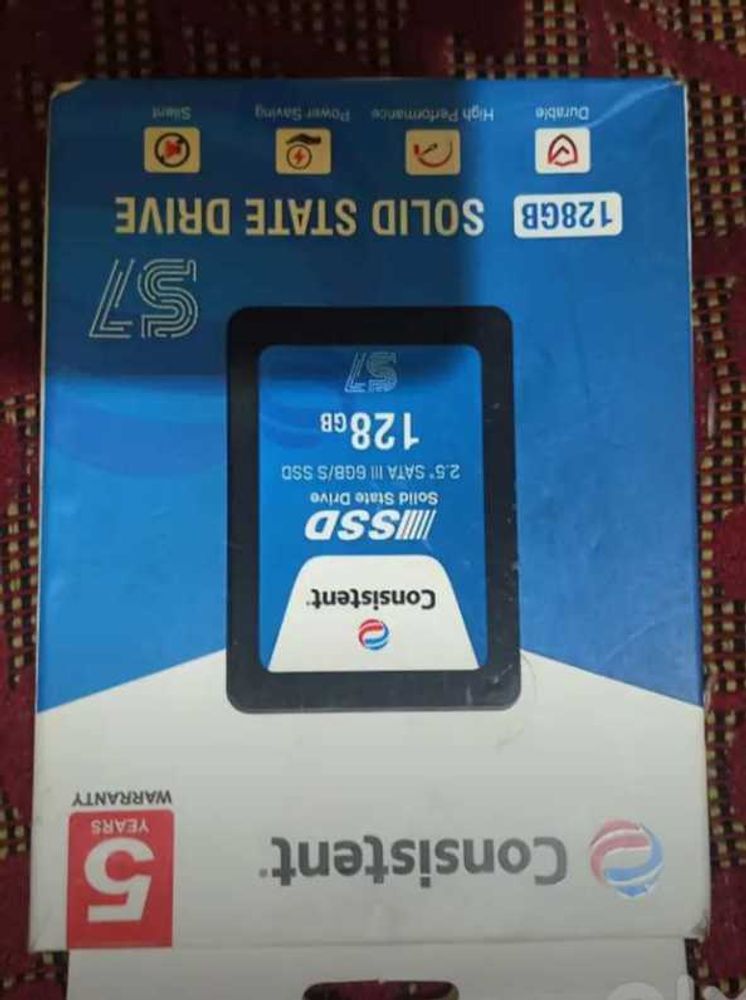 Consistent
5
YEARS
WARRANTY
Consistent
SSD
Solid State Drive
2.5" SATA III 6GB/S SSD
128GB
S7
S7
128GB SOLID STATE DRIVE
Durable High Performance Power Saving Silent